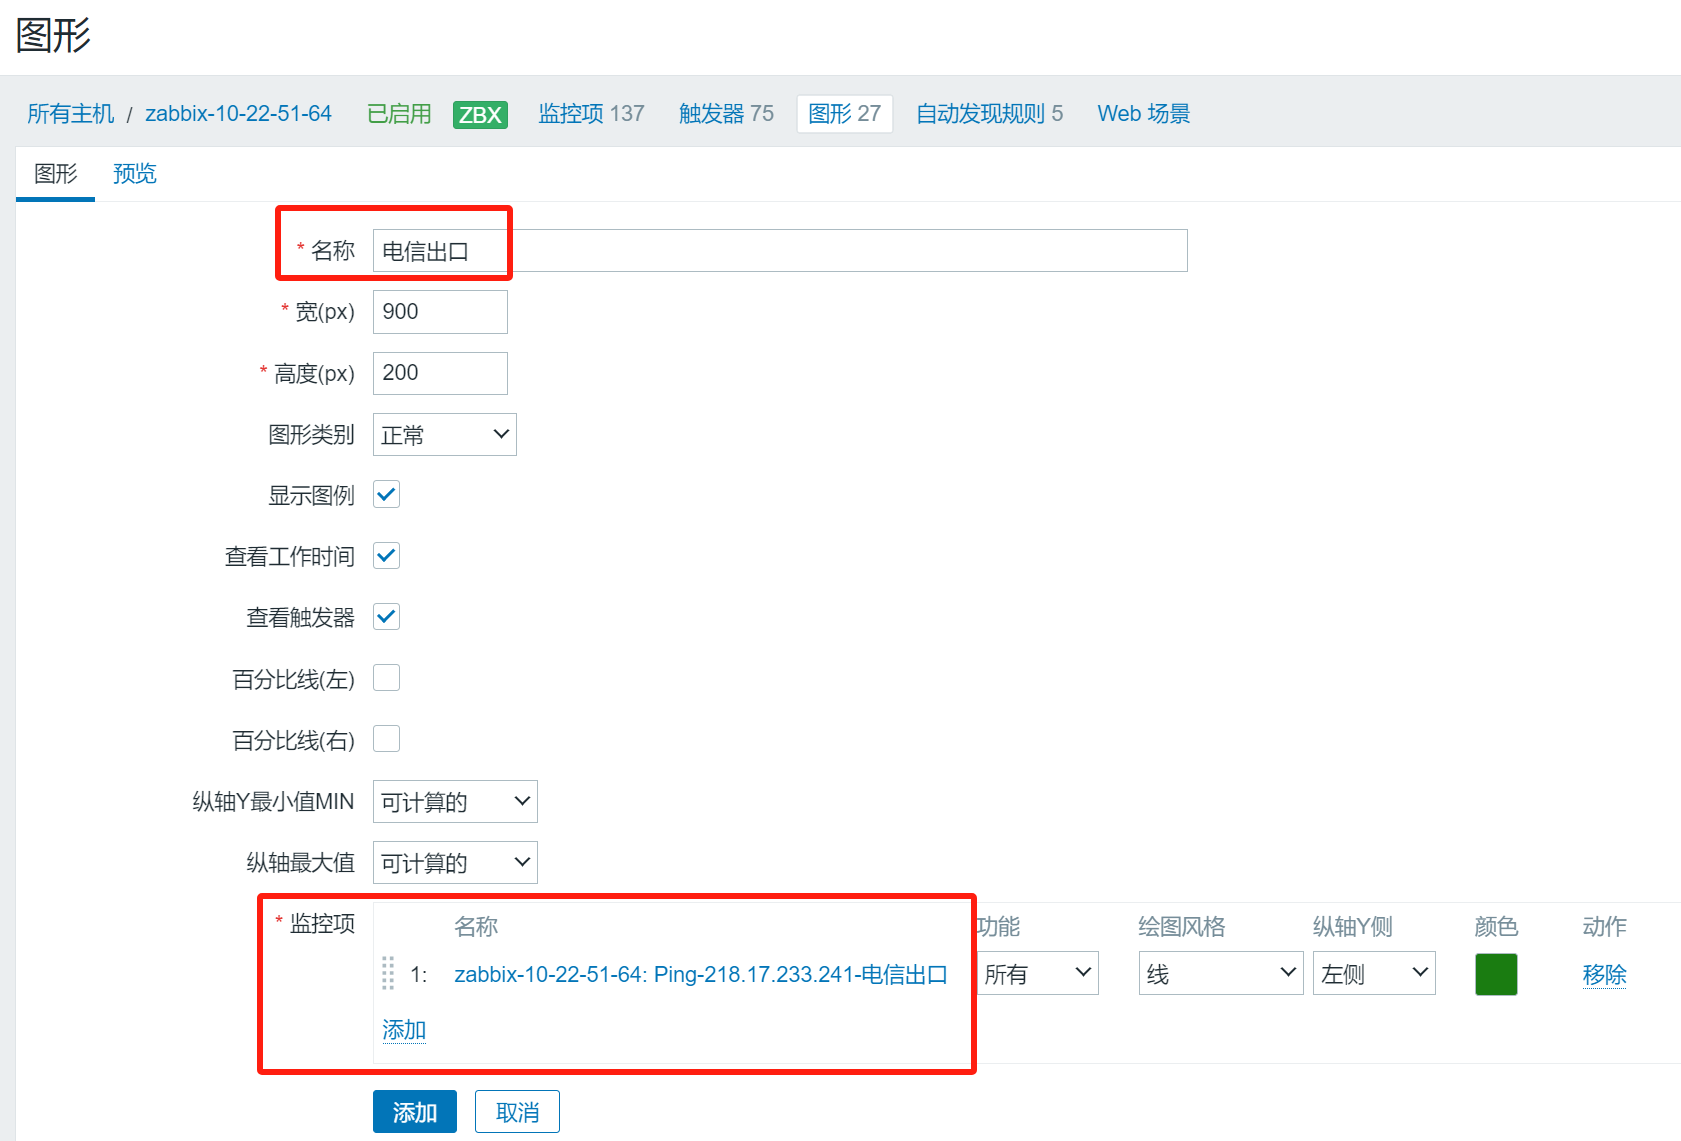 图形
所有主机 / zabbix-10-22-51-64 已启用 ZBX 监控项 137 触发器 75 图形 27 自动发现规则 5 Web 场景
图形 预览
* 名称 电信出口
* 宽(px) 900
* 高度(px) 200
图形类别 正常
显示图例
查看工作时间
查看触发器
百分比线(左)
百分比线(右)
纵轴Y最小值MIN 可计算的
纵轴最大值 可计算的
* 监控项 名称 功能 绘图风格 纵轴Y侧 颜色 动作
1: zabbix-10-22-51-64: Ping-218.17.233.241-电信出口 所有 线 左侧 移除
添加
添加 取消